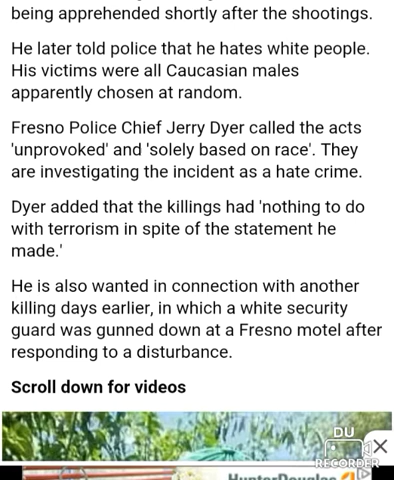 being apprehended shortly after the shootings.
He later told police that he hates white people.
His victims were all Caucasian males
apparently chosen at random.
Fresno Police Chief Jerry Dyer called the acts
'unprovoked' and 'solely based on race'. They
are investigating the incident as a hate crime.
Dyer added that the killings had 'nothing to do
with terrorism in spite of the statement he
made.'
He is also wanted in connection with another
killing days earlier, in which a white security
guard was gunned down at a Fresno motel after
responding to a disturbance.
Scroll down for videos
DU
RECORDER
HunterDouglas